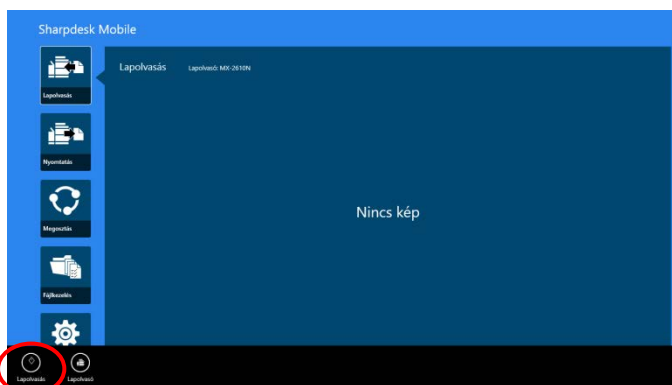 Sharpdesk Mobile
Lapolvasás
Lapolvasás Lapolvasó: MX-2610N
Nyomtatás
Nincs kép
Megosztás
Fájlkezelés
Lapolvasás Lapolvasó